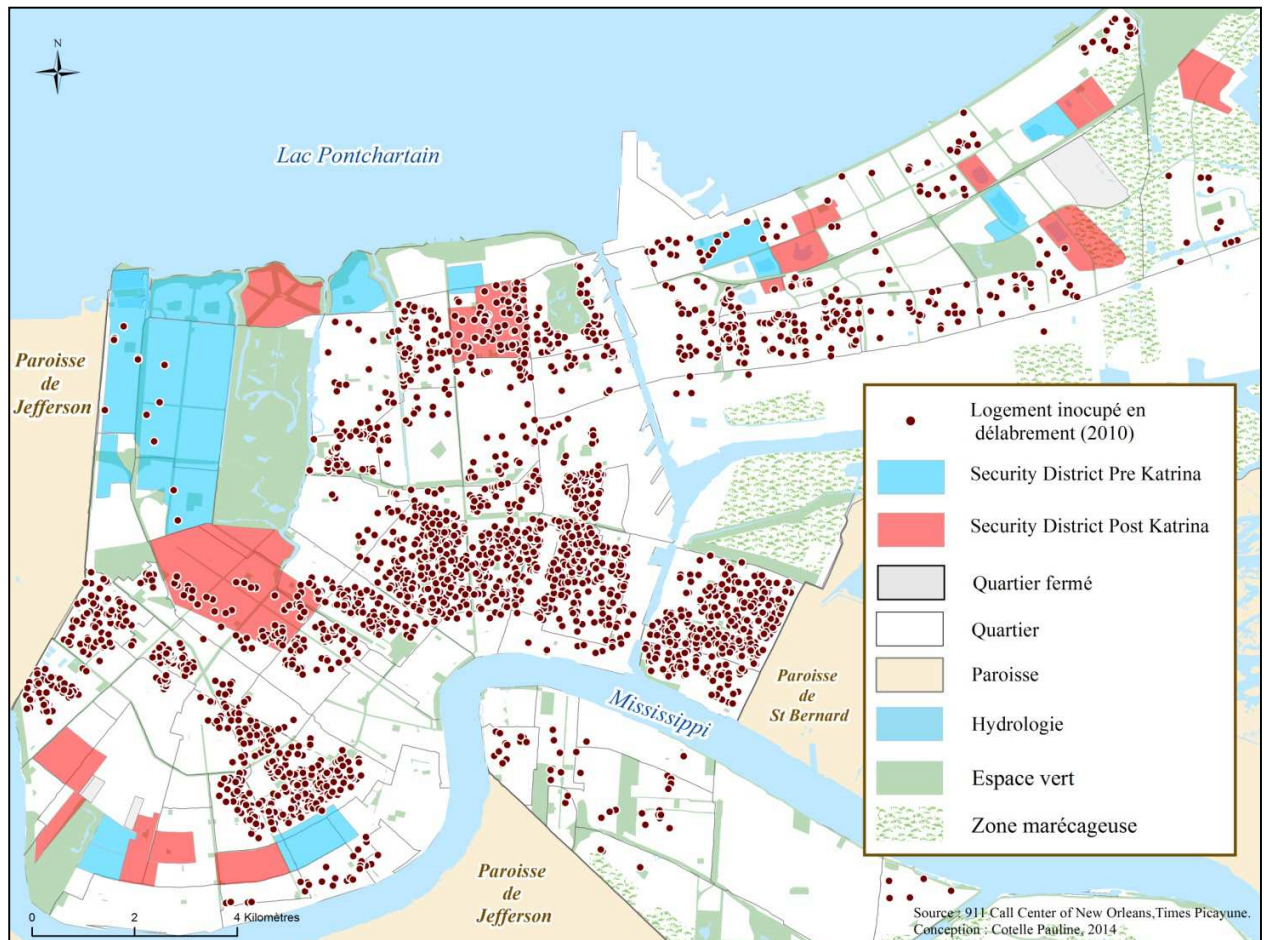 N
Lac Pontchartain
Paroisse
de
Jefferson
Mississippi
Paroisse
de
St Bernard
Paroisse
de
Jefferson
0 2 4 Kilomètres
Logement inocupé en
délabrement (2010)
Security District Pre Katrina
Security District Post Katrina
Quartier fermé
Quartier
Paroisse
Hydrologie
Espace vert
Zone marécageuse
Source : 911 Call Center of New Orleans,Times Picayune.
Conception : Cotelle Pauline, 2014